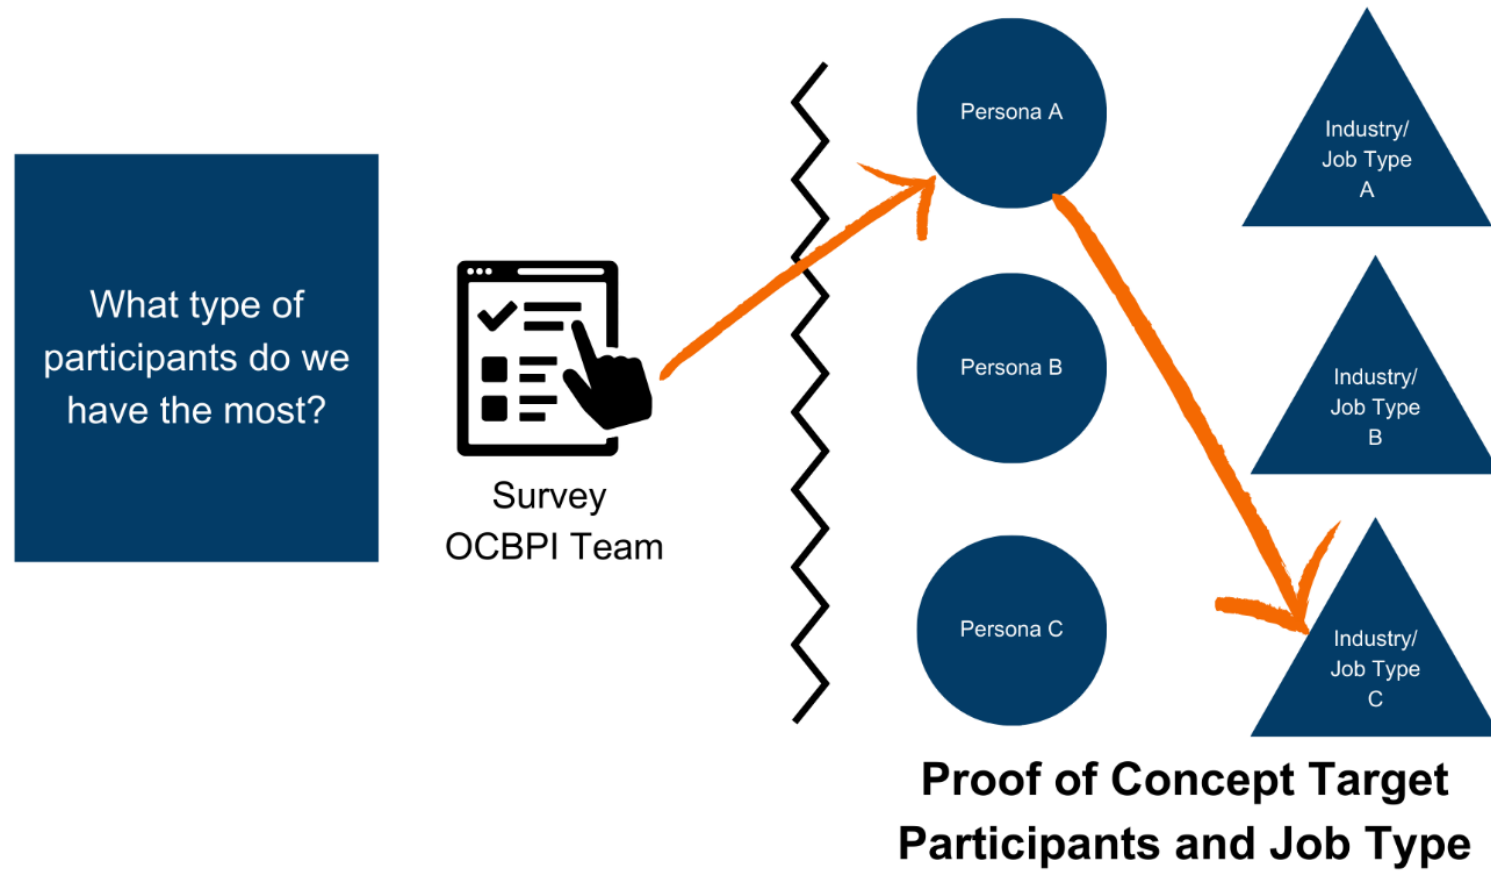 What type of
participants do we
have the most?
Survey
OCBPI Team
Persona A
Persona B
Persona C
Industry/
Job Type
A
Industry/
Job Type
B
Industry/
Job Type
C
Proof of Concept Target
Participants and Job Type